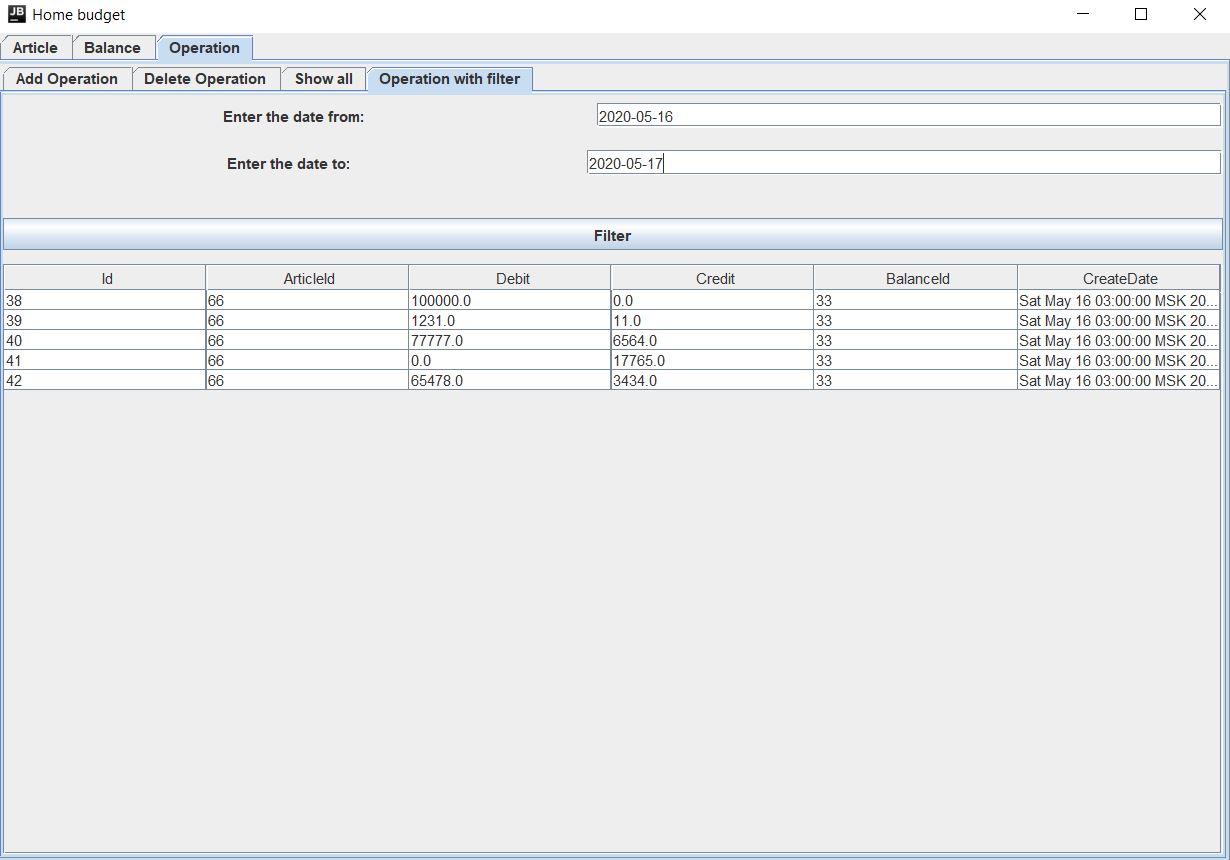 JB Home budget
Article Balance Operation
Add Operation Delete Operation Show all Operation with filter
Enter the date from: 2020-05-16
Enter the date to: 2020-05-17
Filter
Id ArticleId Debit Credit BalanceId CreateDate
38 66 100000.0 0.0 33 Sat May 16 03:00:00 MSK 20...
39 66 1231.0 11.0 33 Sat May 16 03:00:00 MSK 20...
40 66 77777.0 6564.0 33 Sat May 16 03:00:00 MSK 20...
41 66 0.0 17765.0 33 Sat May 16 03:00:00 MSK 20...
42 66 65478.0 3434.0 33 Sat May 16 03:00:00 MSK 20...